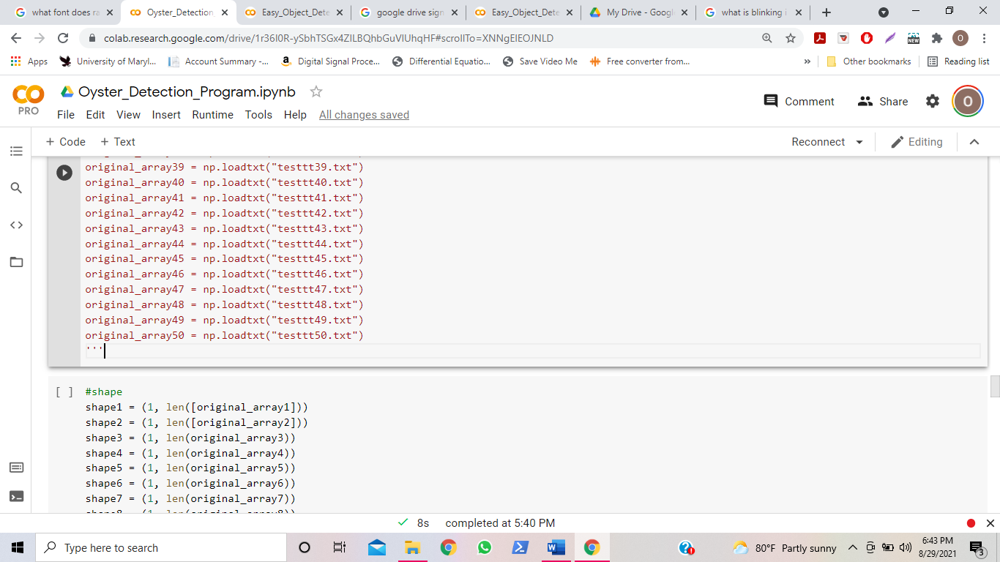 what font does ra
Oyster_Detection
Easy_Object_Dete
google drive sign
Easy_Object_Dete
My Drive - Googl
what is blinking i
colab.research.google.com/drive/1r36I0R-ySbhTSGx4ZILBQhbGuVIUhqHF#scrollTo=XNNgEIEOJNLD
NEW
O
Apps
University of Maryl...
Account Summary -...
Digital Signal Proce...
Differential Equatio...
Save Video Me
Free converter from...
»
Other bookmarks
Reading list
CO
PRO
Oyster_Detection_Program.ipynb
Comment
Share
O
File Edit View Insert Runtime Tools Help All changes saved
+ Code + Text
Reconnect
Editing
original_array39 = np.loadtxt("testtt39.txt")
original_array40 = np.loadtxt("testtt40.txt")
original_array41 = np.loadtxt("testtt41.txt")
original_array42 = np.loadtxt("testtt42.txt")
original_array43 = np.loadtxt("testtt43.txt")
original_array44 = np.loadtxt("testtt44.txt")
original_array45 = np.loadtxt("testtt45.txt")
original_array46 = np.loadtxt("testtt46.txt")
original_array47 = np.loadtxt("testtt47.txt")
original_array48 = np.loadtxt("testtt48.txt")
original_array49 = np.loadtxt("testtt49.txt")
original_array50 = np.loadtxt("testtt50.txt")
'''
[ ] #shape
shape1 = (1, len([original_array1]))
shape2 = (1, len([original_array2]))
shape3 = (1, len(original_array3))
shape4 = (1, len(original_array4))
shape5 = (1, len(original_array5))
shape6 = (1, len(original_array6))
shape7 = (1, len(original_array7))
8s completed at 5:40 PM
Type here to search
80°F Partly sunny
6:43 PM
8/29/2021
3